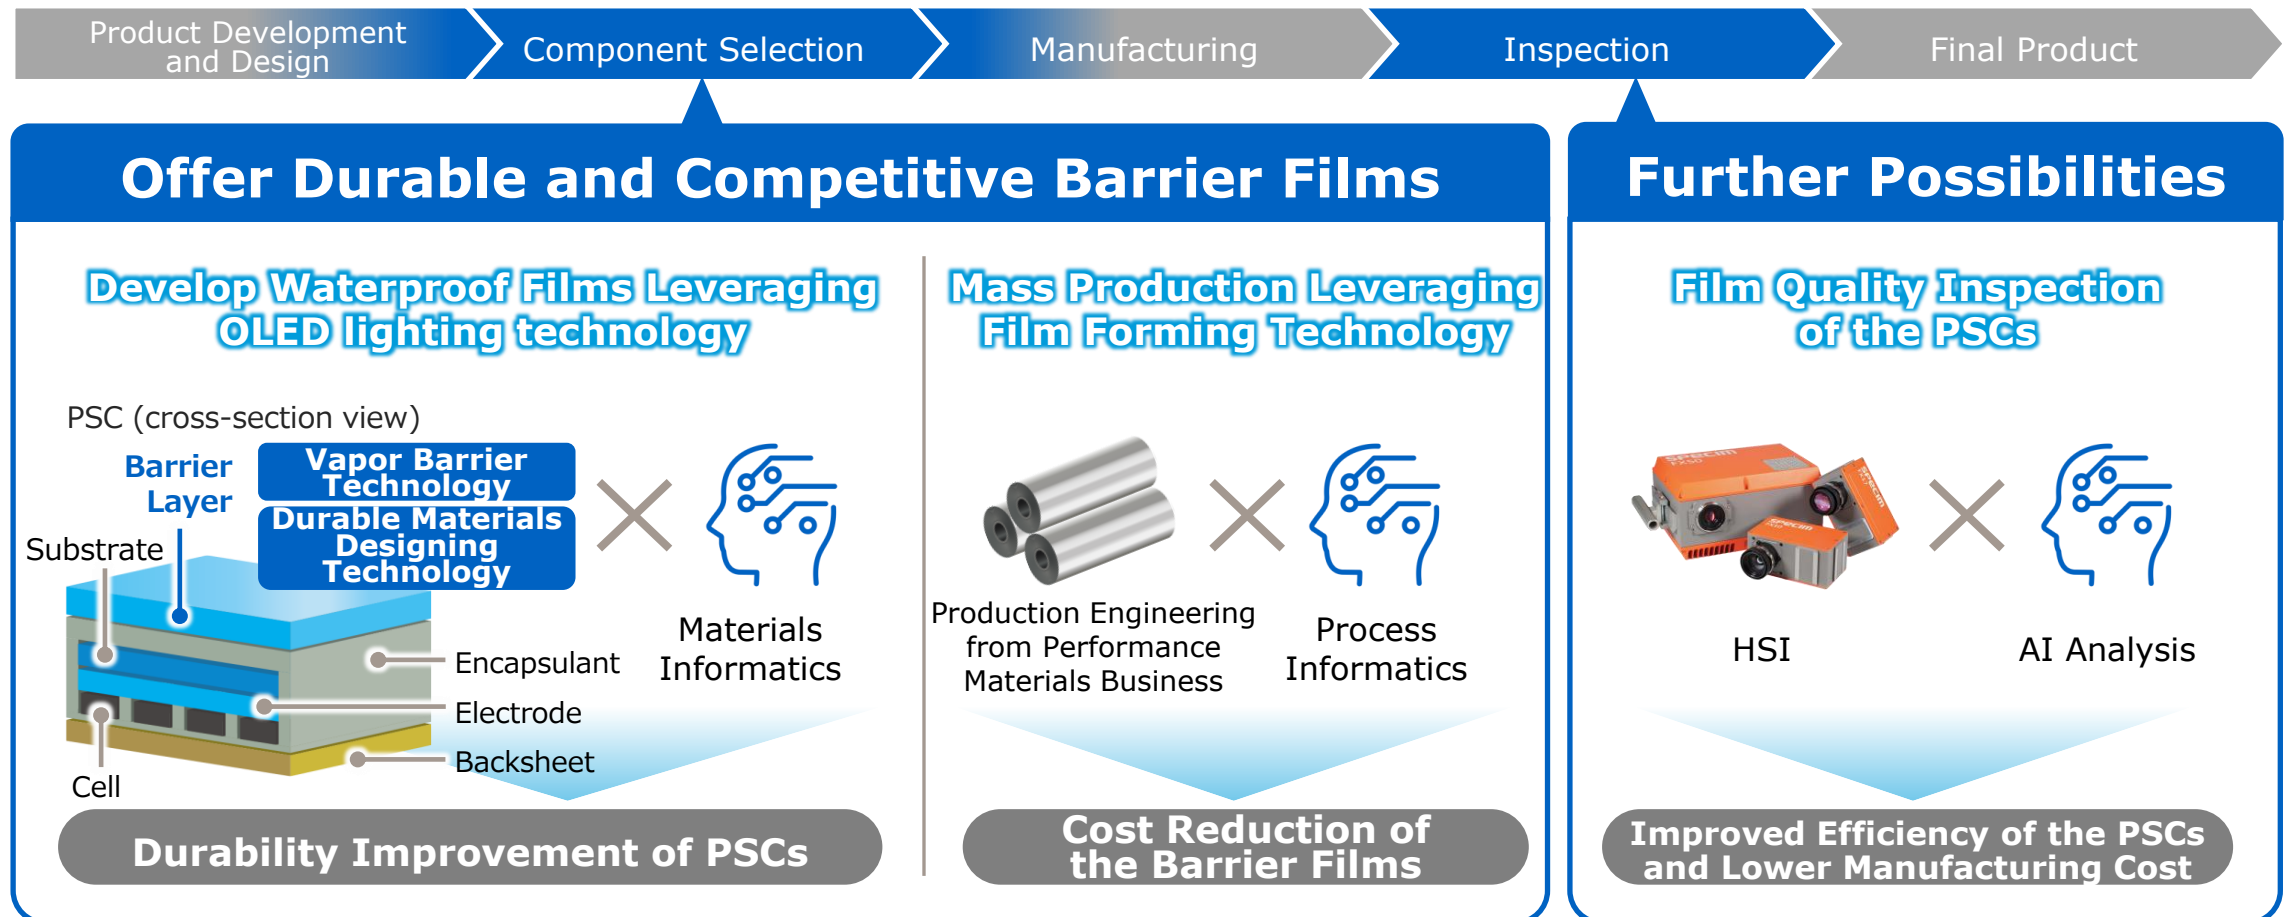 Product Development
and Design
Component Selection
Manufacturing
Inspection
Final Product
Offer Durable and Competitive Barrier Films
Develop Waterproof Films Leveraging
OLED lighting technology
PSC (cross-section view)
Barrier
Layer
Vapor Barrier
Technology
Durable Materials
Designing
Technology
Substrate
Encapsulant
Electrode
Backsheet
Cell
Materials
Informatics
Durability Improvement of PSCs
Mass Production Leveraging
Film Forming Technology
Production Engineering
from Performance
Materials Business
Process
Informatics
Cost Reduction of
the Barrier Films
Further Possibilities
Film Quality Inspection
of the PSCs
SPECIM
FX50
SPECIM
SPECIM
HSI
AI Analysis
Improved Efficiency of the PSCs
and Lower Manufacturing Cost